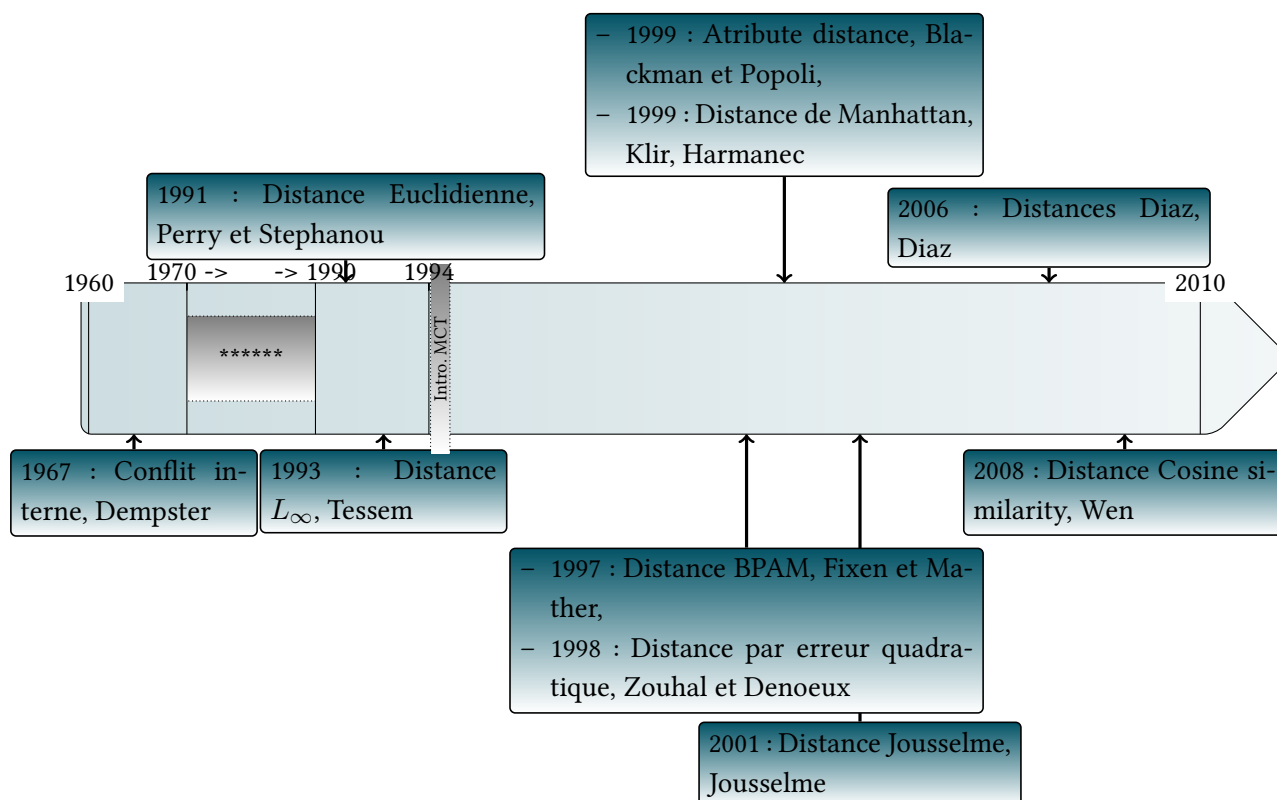 – 1999 : Atribute distance, Bla-
ckman et Popoli,
– 1999 : Distance de Manhattan,
Klir, Harmanec
1991 : Distance Euclidienne,
Perry et Stephanou
2006 : Distances Diaz,
Diaz
1960
1970 ->
-> 1990
1994
2010
******
Intro. MCT
1967 : Conflit in-
terne, Dempster
1993 : Distance
L∞, Tessem
2008 : Distance Cosine si-
milarity, Wen
– 1997 : Distance BPAM, Fixen et Ma-
ther,
– 1998 : Distance par erreur quadra-
tique, Zouhal et Denoeux
2001 : Distance Jousselme,
Jousselme